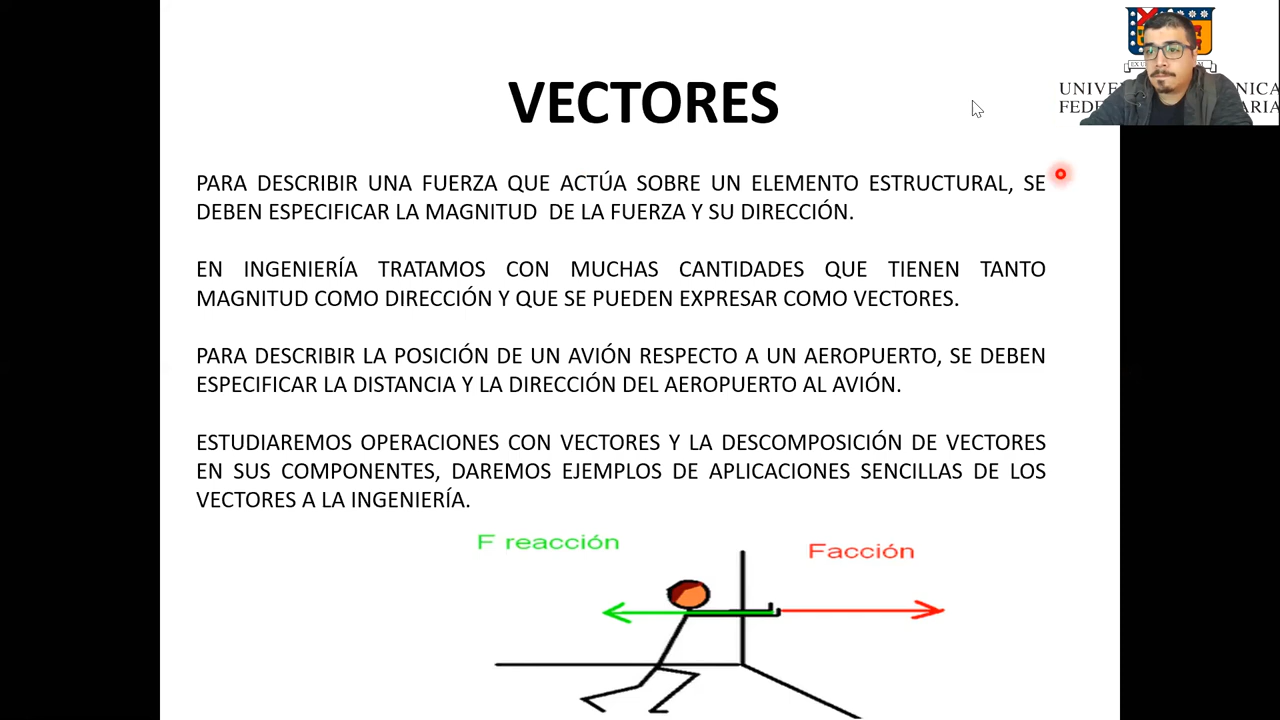 VECTORES
PARA DESCRIBIR UNA FUERZA QUE ACTÚA SOBRE UN ELEMENTO ESTRUCTURAL, SE
DEBEN ESPECIFICAR LA MAGNITUD DE LA FUERZA Y SU DIRECCIÓN.
EN INGENIERÍA TRATAMOS CON MUCHAS CANTIDADES QUE TIENEN TANTO
MAGNITUD COMO DIRECCIÓN Y QUE SE PUEDEN EXPRESAR COMO VECTORES.
PARA DESCRIBIR LA POSICIÓN DE UN AVIÓN RESPECTO A UN AEROPUERTO, SE DEBEN
ESPECIFICAR LA DISTANCIA Y LA DIRECCIÓN DEL AEROPUERTO AL AVIÓN.
ESTUDIAREMOS OPERACIONES CON VECTORES Y LA DESCOMPOSICIÓN DE VECTORES
EN SUS COMPONENTES, DAREMOS EJEMPLOS DE APLICACIONES SENCILLAS DE LOS
VECTORES A LA INGENIERÍA.
F reacción
Facción